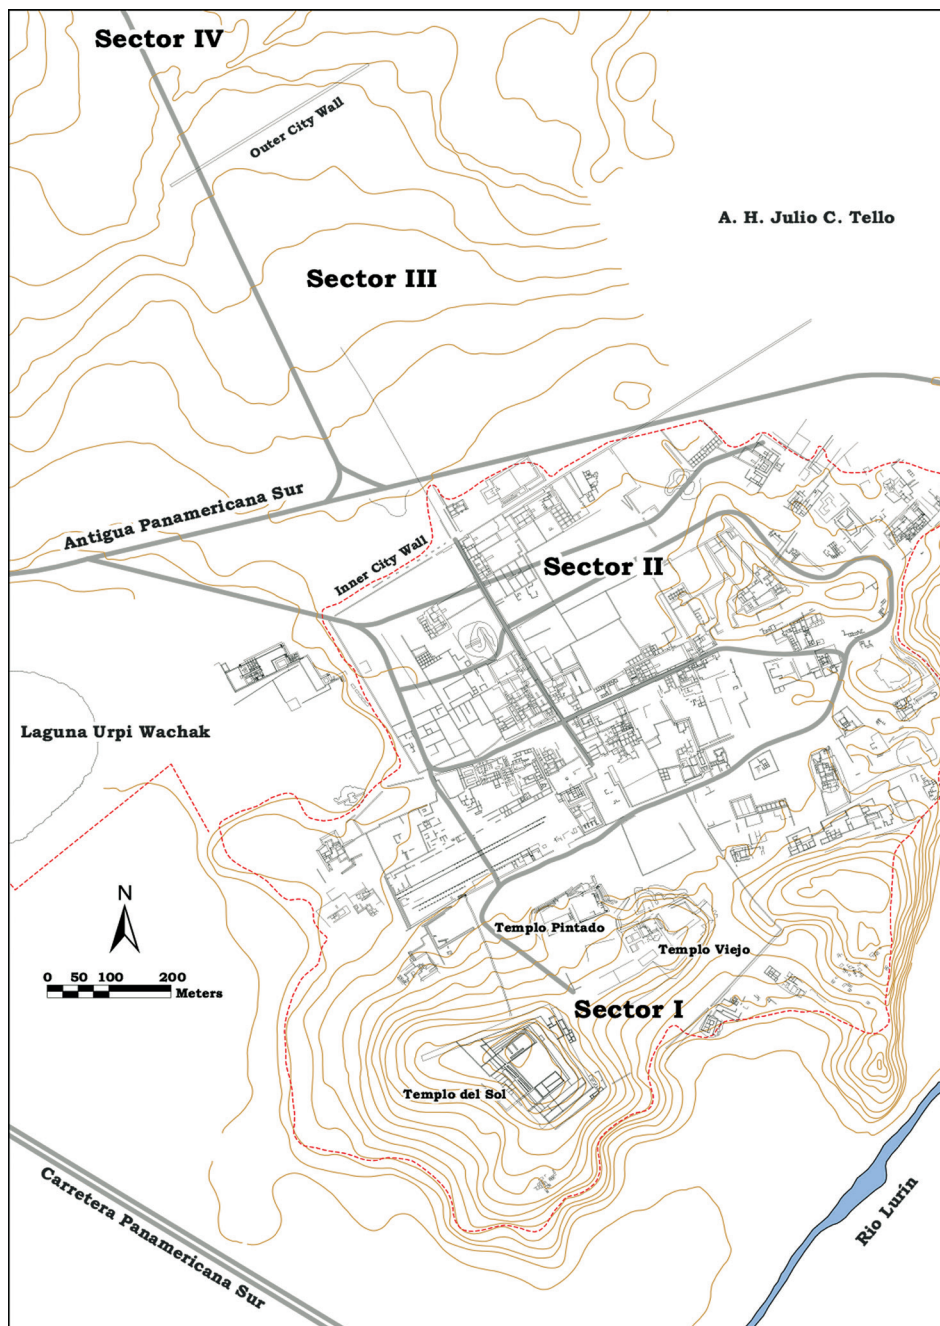 Sector IV
Outer City Wall
A. H. Julio C. Tello
Sector III
Antigua Panamericana Sur
Inner City Wall
Sector II
Laguna Urpi Wachak
N
0 50 100 200
Meters
Templo Pintado
Templo Viejo
Sector I
Templo del Sol
Carretera Panamericana Sur
Rio Lurín